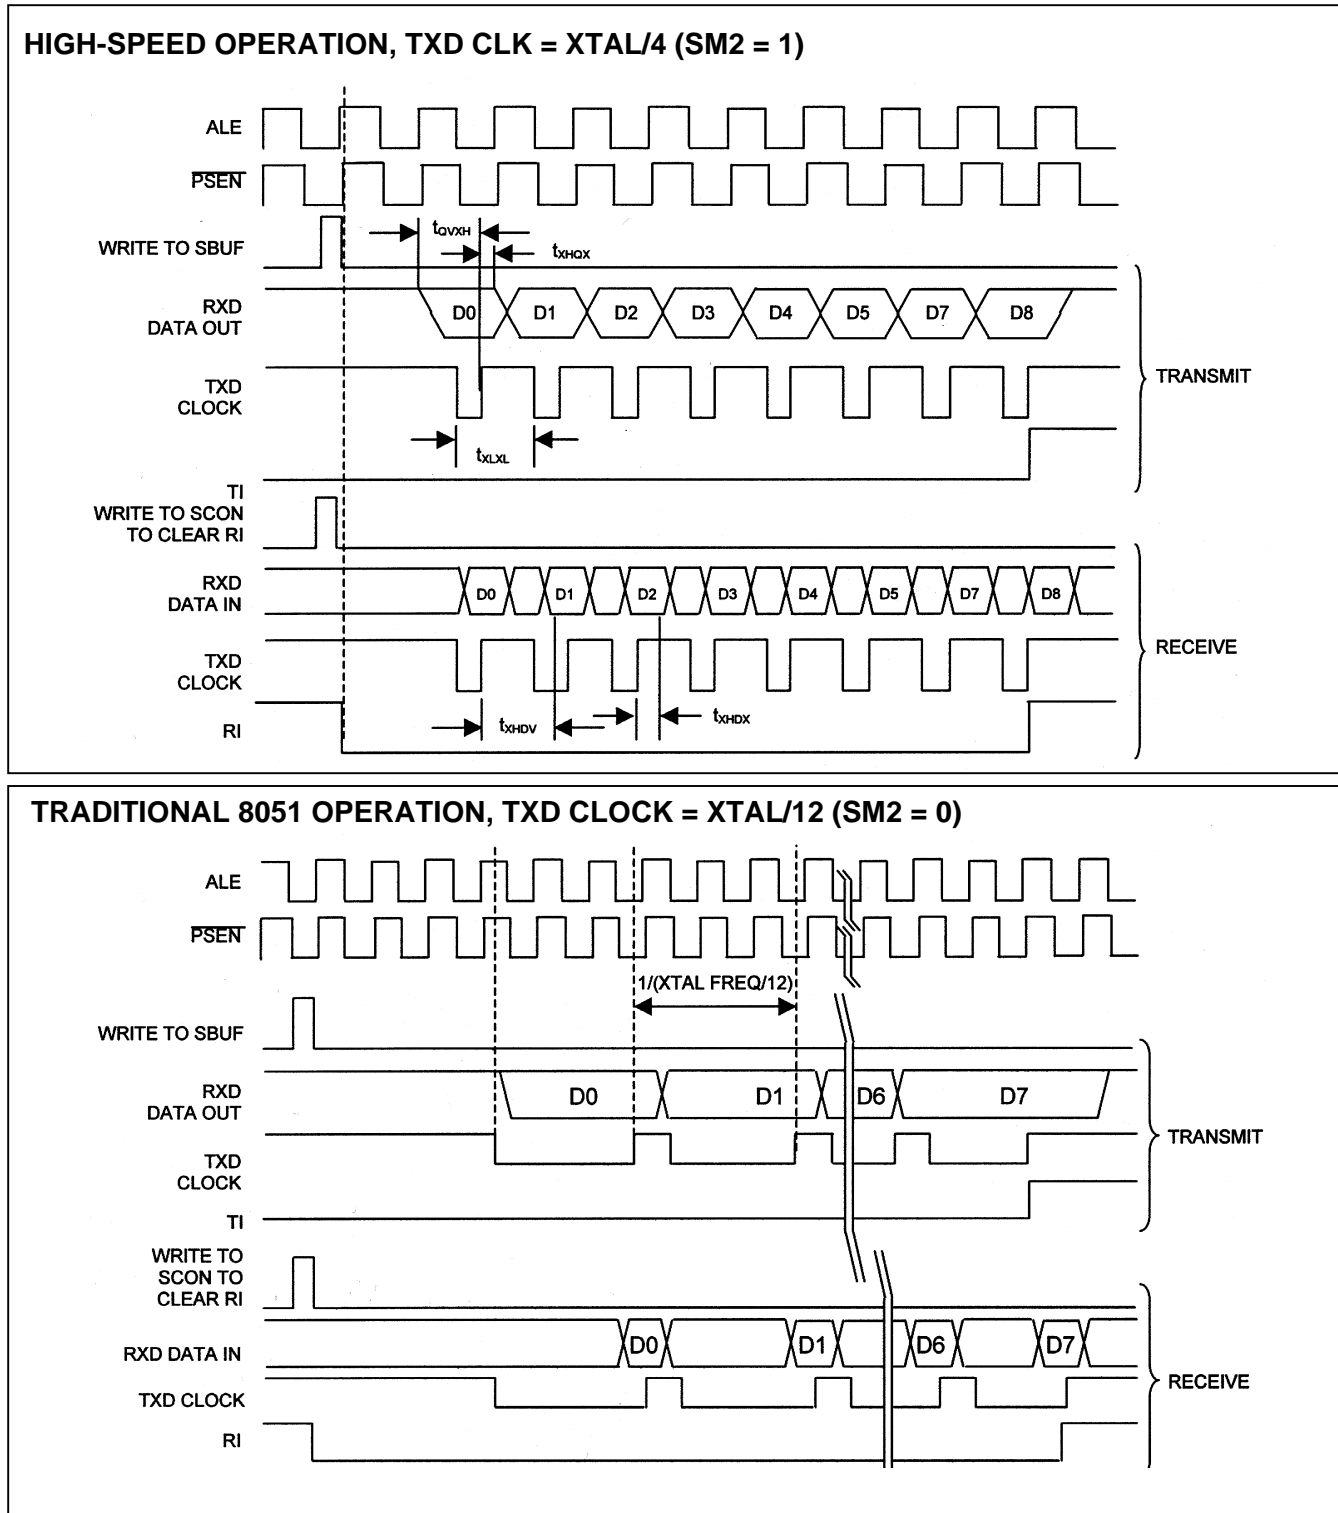 HIGH-SPEED OPERATION, TXD CLK = XTAL/4 (SM2 = 1)
ALE
PSEN
WRITE TO SBUF
tQVXH
tXHQX
RXD
DATA OUT
D0 D1 D2 D3 D4 D5 D7 D8
TXD
CLOCK
TRANSMIT
tXLXL
TI
WRITE TO SCON
TO CLEAR RI
RXD
DATA IN
D0 D1 D2 D3 D4 D5 D7 D8
TXD
CLOCK
RECEIVE
tXHDV
tXHDX
RI
TRADITIONAL 8051 OPERATION, TXD CLOCK = XTAL/12 (SM2 = 0)
ALE
PSEN
1/(XTAL FREQ/12)
WRITE TO SBUF
RXD
DATA OUT
D0 D1 D6 D7
TXD
CLOCK
TRANSMIT
TI
WRITE TO
SCON TO
CLEAR RI
RXD DATA IN
D0 D1 D6 D7
TXD CLOCK
RECEIVE
RI